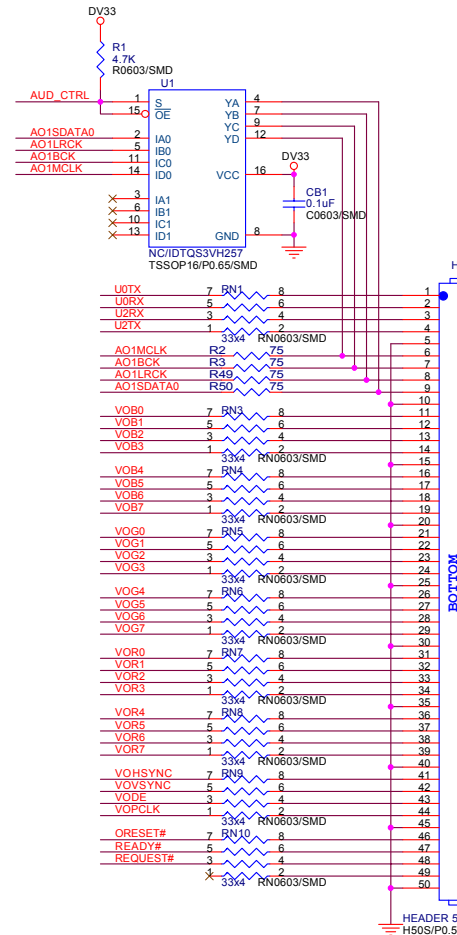 DV33
R1
4.7K
R0603/SMD
U1
AUD_CTRL 1 S YA 4
15 OE YB 7
YC 9
AO1SDATA0 2 IA0 YD 12
AO1LRCK 5 IB0
AO1BCK 11 IC0 DV33
AO1MCLK 14 ID0 VCC 16
3 IA1 CB1
6 IB1 0.1uF
10 IC1 C0603/SMD
13 ID1 GND 8
NC/IDTQS3VH257
TSSOP16/P0.65/SMD
H
U0TX 7 RN1 8 1
U0RX 5 6 2
U2RX 3 4 3
U2TX 1 2 4
33x4 RN0603/SMD 5
AO1MCLK R2 75 6
AO1BCK R3 75 7
AO1LRCK R49 75 8
AO1SDATA0 R50 75 9
10
VOB0 7 RN3 8 11
VOB1 5 6 12
VOB2 3 4 13
VOB3 1 2 14
33x4 RN0603/SMD 15
VOB4 7 RN4 8 16
VOB5 5 6 17
VOB6 3 4 18
VOB7 1 2 19
33x4 RN0603/SMD 20
VOG0 7 RN5 8 21
VOG1 5 6 22
VOG2 3 4 23
VOG3 1 2 24
33x4 RN0603/SMD 25
VOG4 7 RN6 8 26
VOG5 5 6 27
VOG6 3 4 28
VOG7 1 2 29
33x4 RN0603/SMD 30
BOTTOM
VOR0 7 RN7 8 31
VOR1 5 6 32
VOR2 3 4 33
VOR3 1 2 34
33x4 RN0603/SMD 35
VOR4 7 RN8 8 36
VOR5 5 6 37
VOR6 3 4 38
VOR7 1 2 39
33x4 RN0603/SMD 40
VOHSYNC 7 RN9 8 41
VOVSYNC 5 6 42
VODE 3 4 43
VOPCLK 1 2 44
33x4 RN0603/SMD 45
ORESET# 7 RN10 8 46
READY# 5 6 47
REQUEST# 3 4 48
1 2 49
33x4 RN0603/SMD 50
HEADER 5
H50S/P0.5